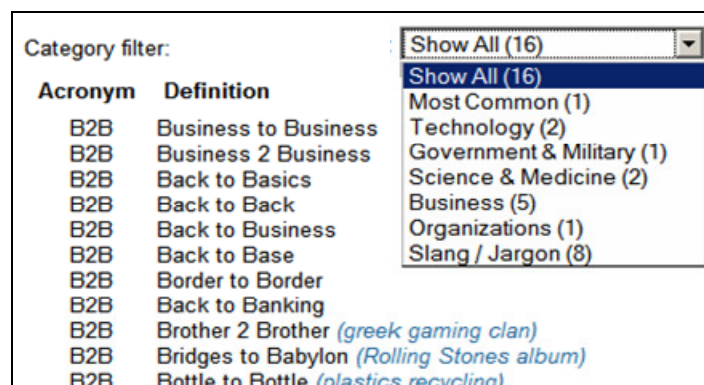 Category filter:
Show All (16)
Show All (16)
Most Common (1)
Technology (2)
Government & Military (1)
Science & Medicine (2)
Business (5)
Organizations (1)
Slang / Jargon (8)
Acronym Definition
B2B Business to Business
B2B Business 2 Business
B2B Back to Basics
B2B Back to Back
B2B Back to Business
B2B Back to Base
B2B Border to Border
B2B Back to Banking
B2B Brother 2 Brother (greek gaming clan)
B2B Bridges to Babylon (Rolling Stones album)
B2B Bottle to Bottle (plastics recycling)